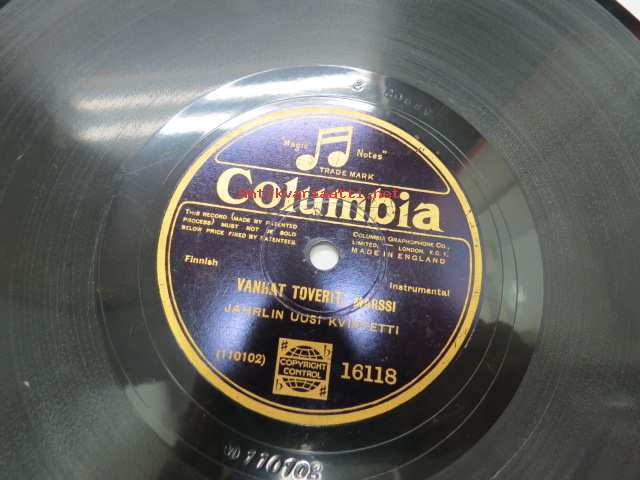 "Magic Notes"
TRADE MARK
Columbia
antikvariaatti.net
THIS RECORD (MADE BY PATENTED
PROCESS) MUST NOT BE SOLD
BELOW PRICE FIXED BY PATENTEES.
COLUMBIA GRAPHOPHONE CO.,
LIMITED, — LONDON, E.C.1.
MADE IN ENGLAND
Finnish
Instrumental
VANHAT TOVERIT, MARSSI
JÄHRLIN UUSI KVINTETTI
(110102)
COPYRIGHT
CONTROL
16118
110102